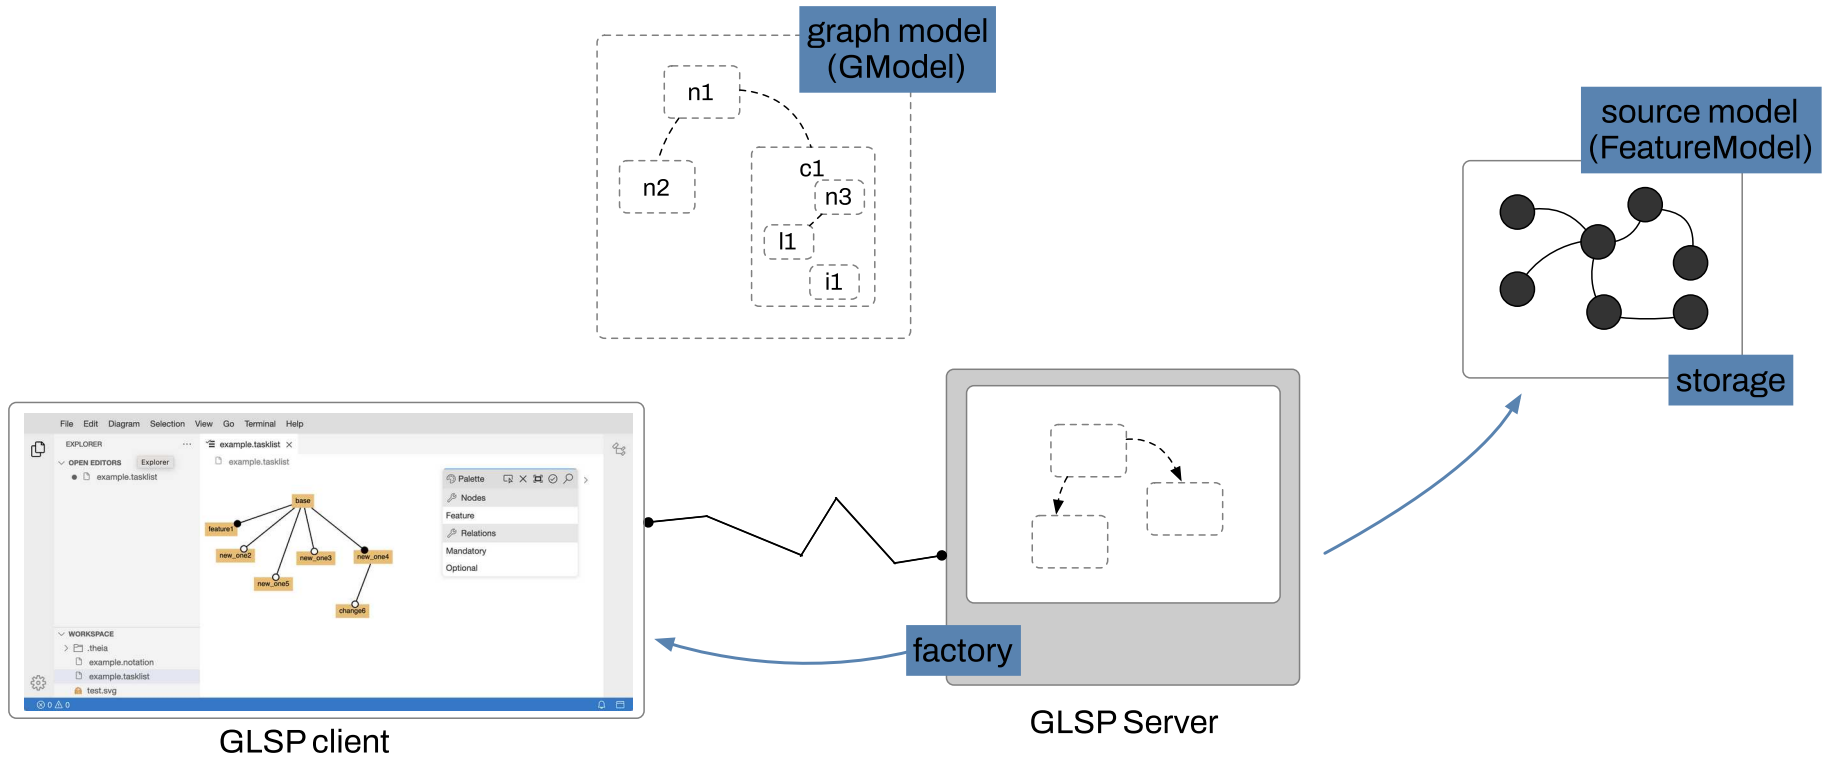 graph model
(GModel)
n1
n2
c1
n3
l1
i1
source model
(FeatureModel)
storage
File Edit Diagram Selection View Go Terminal Help
EXPLORER
OPEN EDITORS
Explorer
example.tasklist
example.tasklist
example.tasklist
base
feature1
new_one2
new_one3
new_one4
new_one5
change6
Palette
Nodes
Feature
Relations
Mandatory
Optional
WORKSPACE
.theia
example.notation
example.tasklist
test.svg
0 0
factory
GLSP client
GLSP Server